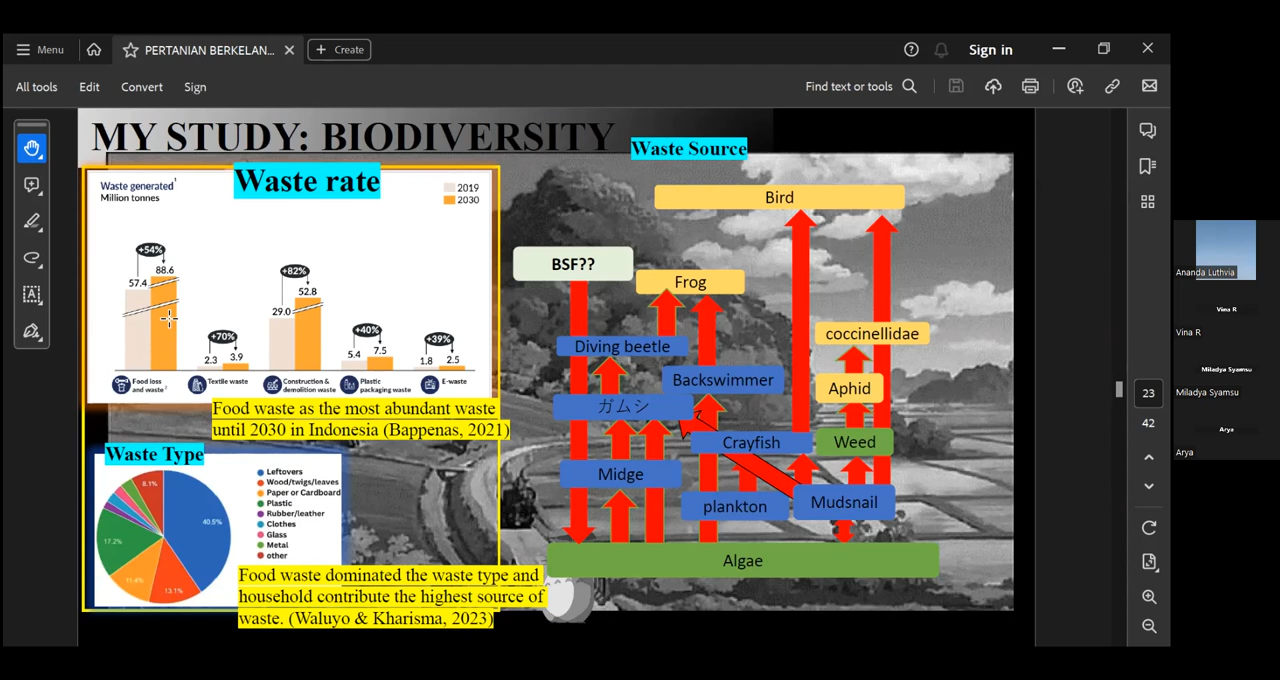 Menu
PERTANIAN BERKELAN...
Create
Sign in
All tools
Edit
Convert
Sign
Find text or tools
MY STUDY: BIODIVERSITY
Waste Source
Waste rate
Waste generated¹
Million tonnes
2019
2030
+54%
57.4
88.6
+70%
2.3
3.9
+82%
29.0
52.8
+40%
5.4
7.5
+39%
1.8
2.5
Food loss
and waste²
Textile waste
Construction &
demolition waste
Plastic
packaging waste
E-waste
Food waste as the most abundant waste
until 2030 in Indonesia (Bappenas, 2021)
Waste Type
8.1%
40.5%
17.2%
11.4%
13.1%
Leftovers
Wood/twigs/leaves
Paper or Cardboard
Plastic
Rubber/leather
Clothes
Glass
Metal
other
Food waste dominated the waste type and
household contribute the highest source of
waste. (Waluyo & Kharisma, 2023)
Bird
BSF??
Frog
coccinellidae
Diving beetle
Backswimmer
Aphid
ガムシ
Crayfish
Weed
Midge
plankton
Mudsnail
Algae
23
42
Ananda Luthvia
Vina R
Vina R
Miladya Syamsu
Miladya Syamsu
Arya
Arya